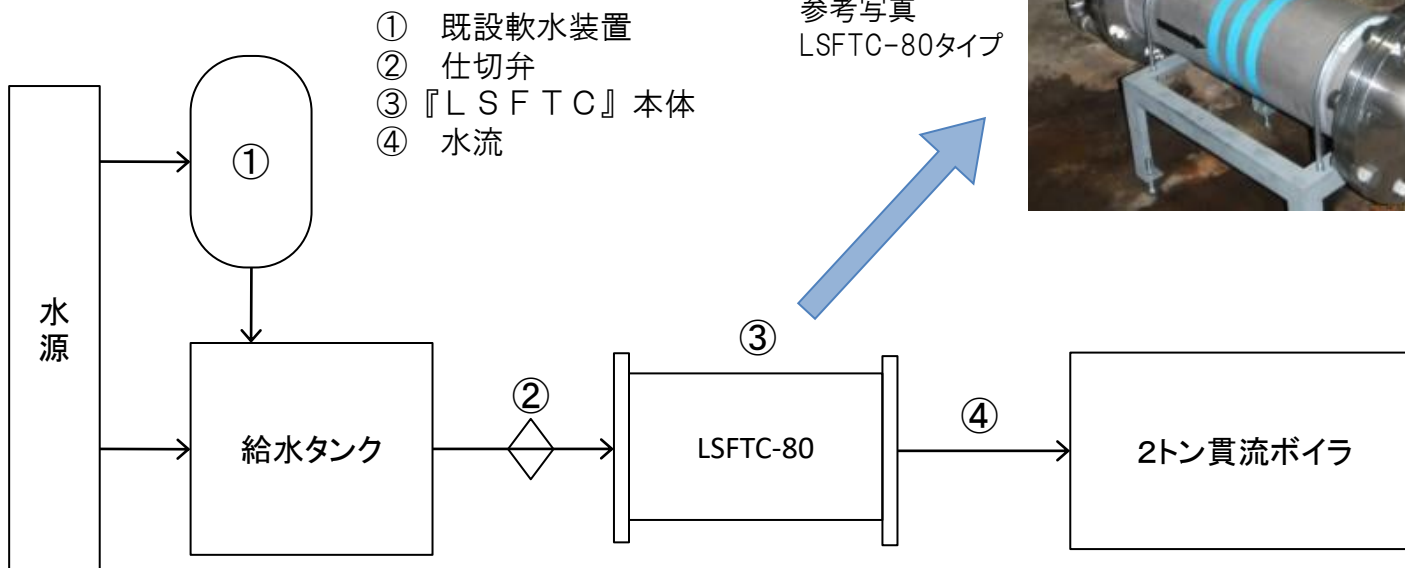 ① 既設軟水装置
② 仕切弁
③『ＬＳＦＴＣ』本体
④ 水流
参考写真
LSFTC-80タイプ
①
水
源
給水タンク
②
③
LSFTC-80
④
２トン貫流ボイラ